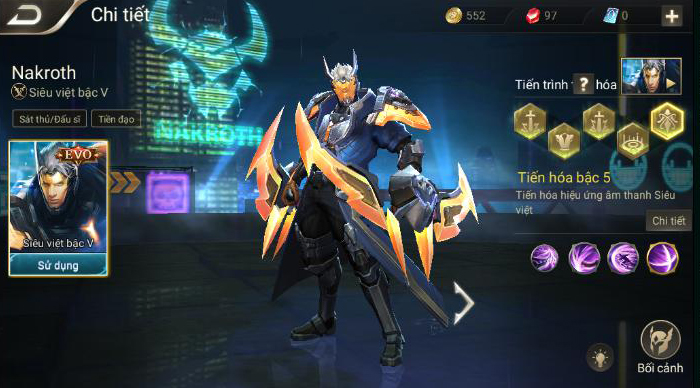 Chi tiết
552
97
0
Nakroth
Siêu việt bậc V
Sát thủ/Đấu sĩ
Tiên đạo
EVO
Siêu việt bậc V
Sử dụng
NAKROTH
Tiến trình
?
hóa
Tiến hóa bậc 5
Tiến hóa hiệu ứng âm thanh Siêu
việt
Chi tiết
Bối cảnh